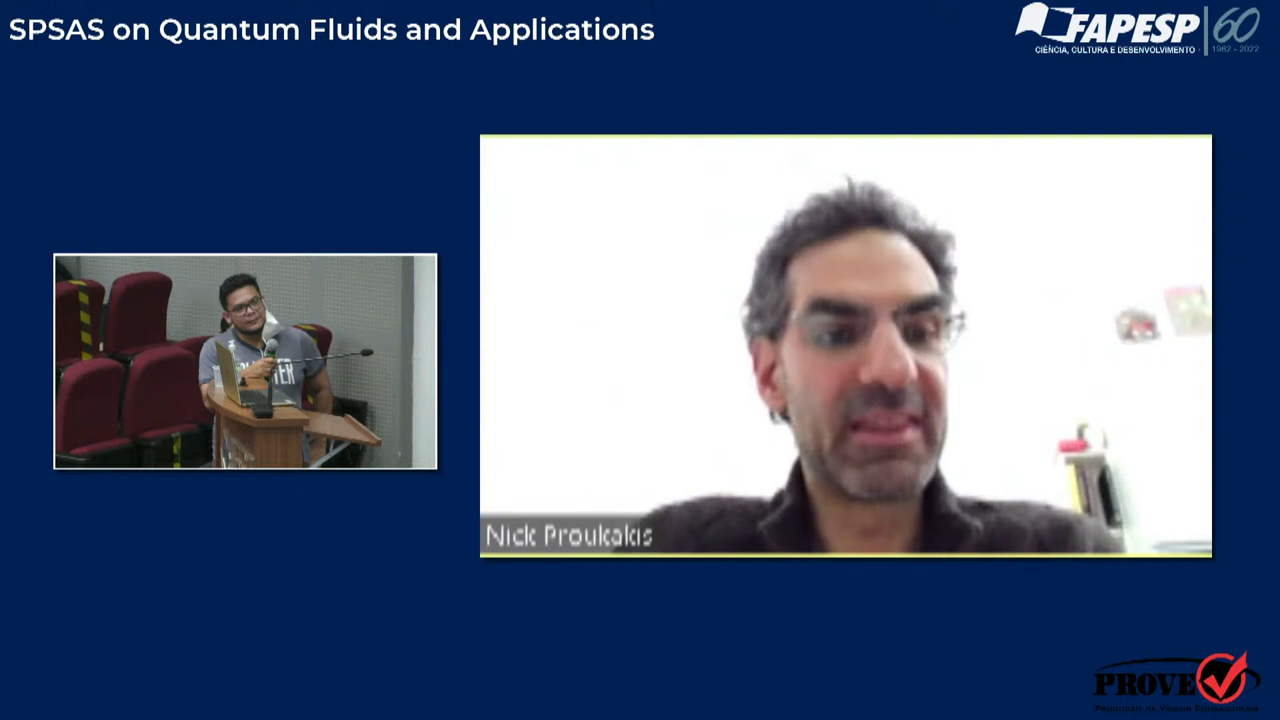 SPSAS on Quantum Fluids and Applications
FAPESP 60
CIÊNCIA, CULTURA E DESENVOLVIMENTO
1962 - 2022
Nick Proukakis
PROVE